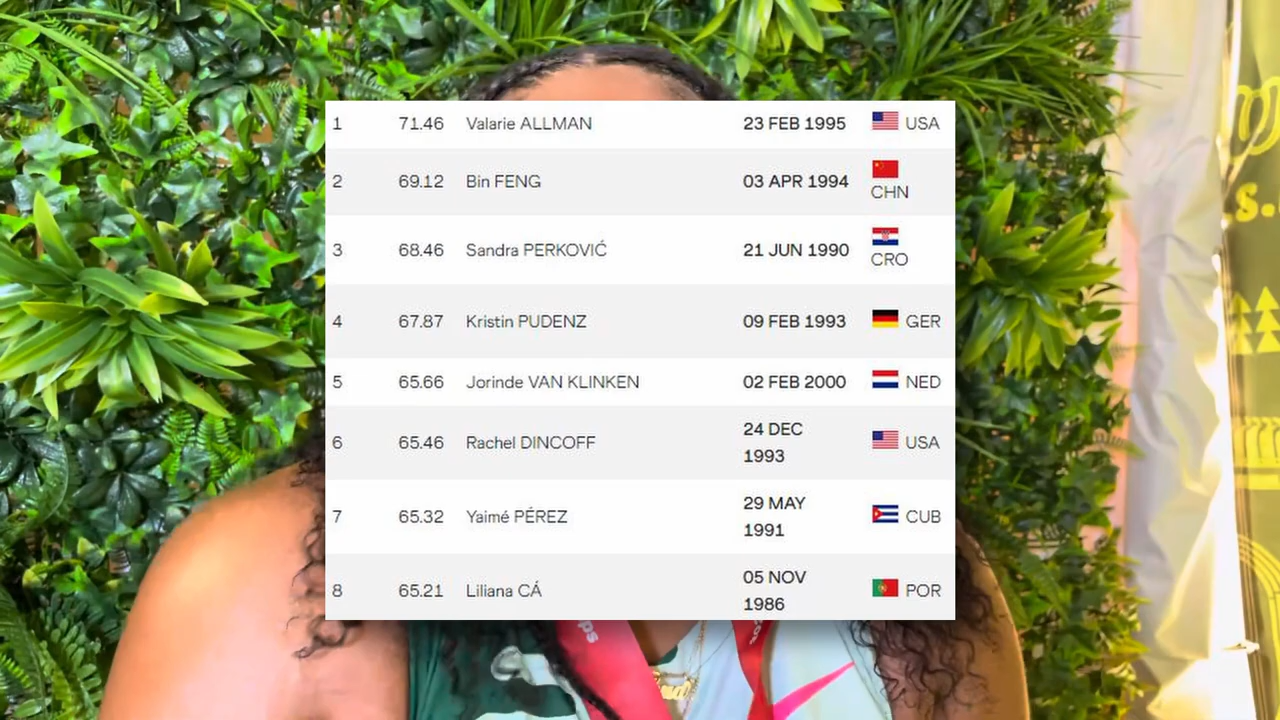 1 71.46 Valarie ALLMAN 23 FEB 1995 USA
2 69.12 Bin FENG 03 APR 1994 CHN
3 68.46 Sandra PERKOVIĆ 21 JUN 1990 CRO
4 67.87 Kristin PUDENZ 09 FEB 1993 GER
5 65.66 Jorinde VAN KLINKEN 02 FEB 2000 NED
6 65.46 Rachel DINCOFF 24 DEC 1993 USA
7 65.32 Yaimé PÉREZ 29 MAY 1991 CUB
8 65.21 Liliana CÁ 05 NOV 1986 POR